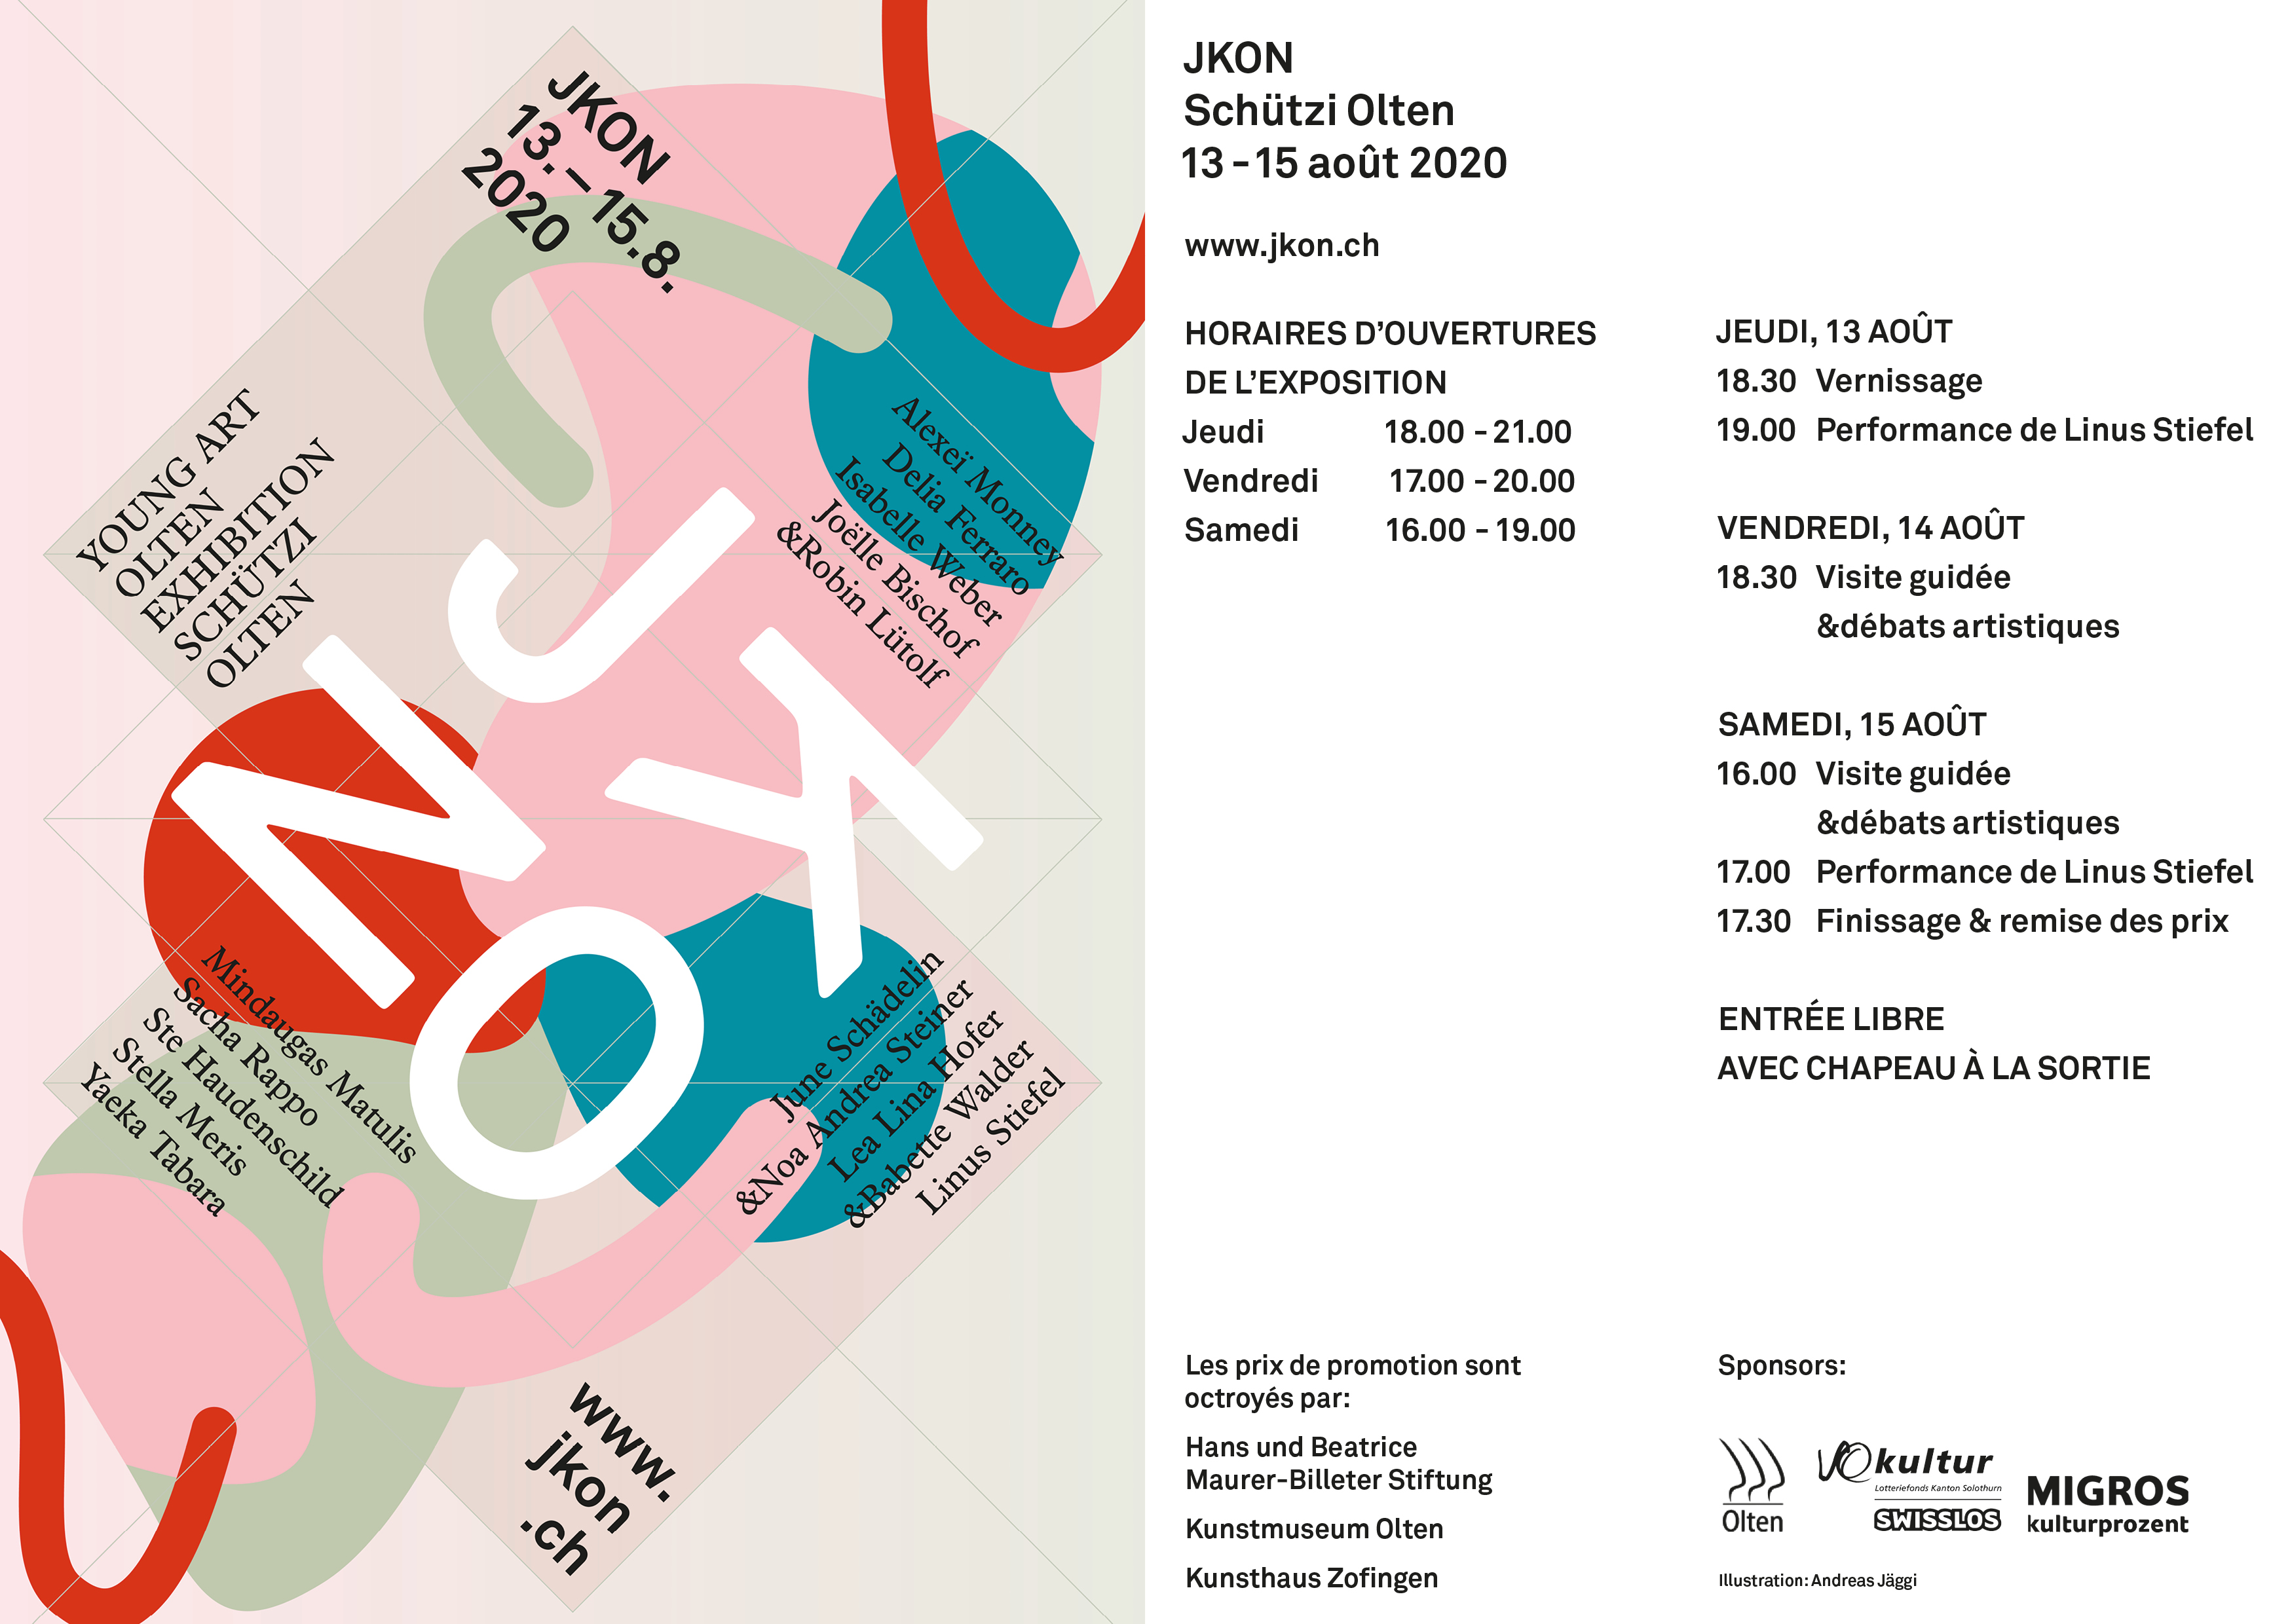 JKON
13. – 15.8.
2020
YOUNG ART
OLTEN
EXHIBITION
SCHÜTZI
OLTEN
Alexeï Monney
Delia Ferraro
Isabelle Weber
Joëlle Bischof
&Robin Lütolf
J
K
O
N
Mindaugas Matulis
Sacha Rappo
Ste Haudenschild
Stella Meris
Yaeka Tabara
June Schädelin
&Noa Andrea Steiner
Lea Lina Hofer
&Babette Walder
Linus Stiefel
www.
jkon
.ch
JKON
Schützi Olten
13 – 15 août 2020
www.jkon.ch
HORAIRES D’OUVERTURES
DE L’EXPOSITION
Jeudi 18.00 – 21.00
Vendredi 17.00 – 20.00
Samedi 16.00 – 19.00
JEUDI, 13 AOÛT
18.30 Vernissage
19.00 Performance de Linus Stiefel
VENDREDI, 14 AOÛT
18.30 Visite guidée
&débats artistiques
SAMEDI, 15 AOÛT
16.00 Visite guidée
&débats artistiques
17.00 Performance de Linus Stiefel
17.30 Finissage & remise des prix
ENTRÉE LIBRE
AVEC CHAPEAU À LA SORTIE
Les prix de promotion sont
octroyés par:
Hans und Beatrice
Maurer-Billeter Stiftung
Kunstmuseum Olten
Kunsthaus Zofingen
Sponsors:
Olten
SOkultur
Lotteriefonds Kanton Solothurn
SWISSLOS
MIGROS
kulturprozent
Illustration: Andreas Jäggi